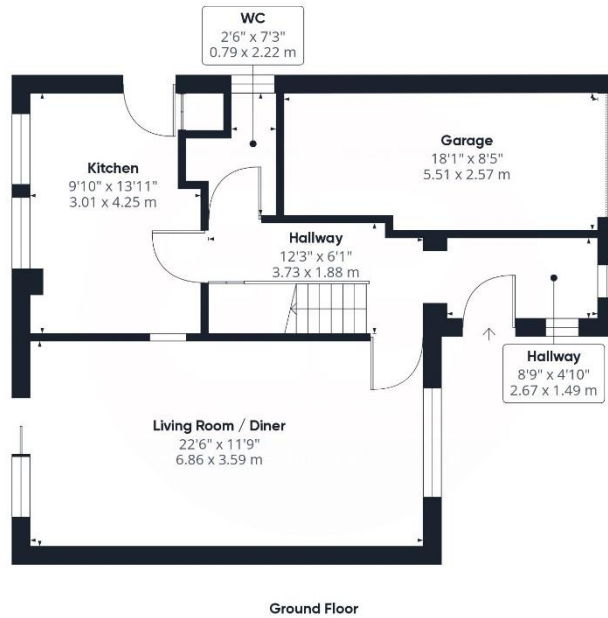 WC
2'6" x 7'3"
0.79 x 2.22 m
Kitchen
9'10" x 13'11"
3.01 x 4.25 m
Garage
18'1" x 8'5"
5.51 x 2.57 m
Hallway
12'3" x 6'1"
3.73 x 1.88 m
Hallway
8'9" x 4'10"
2.67 x 1.49 m
Living Room / Diner
22'6" x 11'9"
6.86 x 3.59 m
Ground Floor